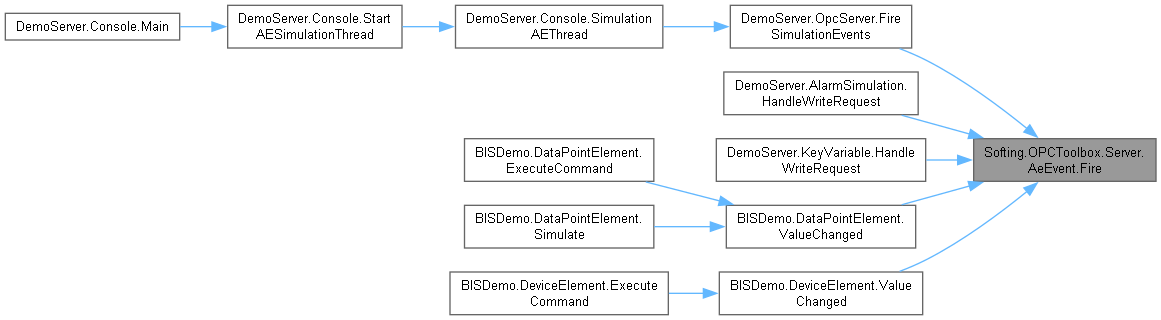 DemoServer.Console.Main
DemoServer.Console.Start
AESimulationThread
DemoServer.Console.Simulation
AEThread
DemoServer.OpcServer.Fire
SimulationEvents
DemoServer.AlarmSimulation.
HandleWriteRequest
DemoServer.KeyVariable.Handle
WriteRequest
Softing.OPCToolbox.Server.
AeEvent.Fire
BISDemo.DataPointElement.
ExecuteCommand
BISDemo.DataPointElement.
Simulate
BISDemo.DataPointElement.
ValueChanged
BISDemo.DeviceElement.Execute
Command
BISDemo.DeviceElement.Value
Changed